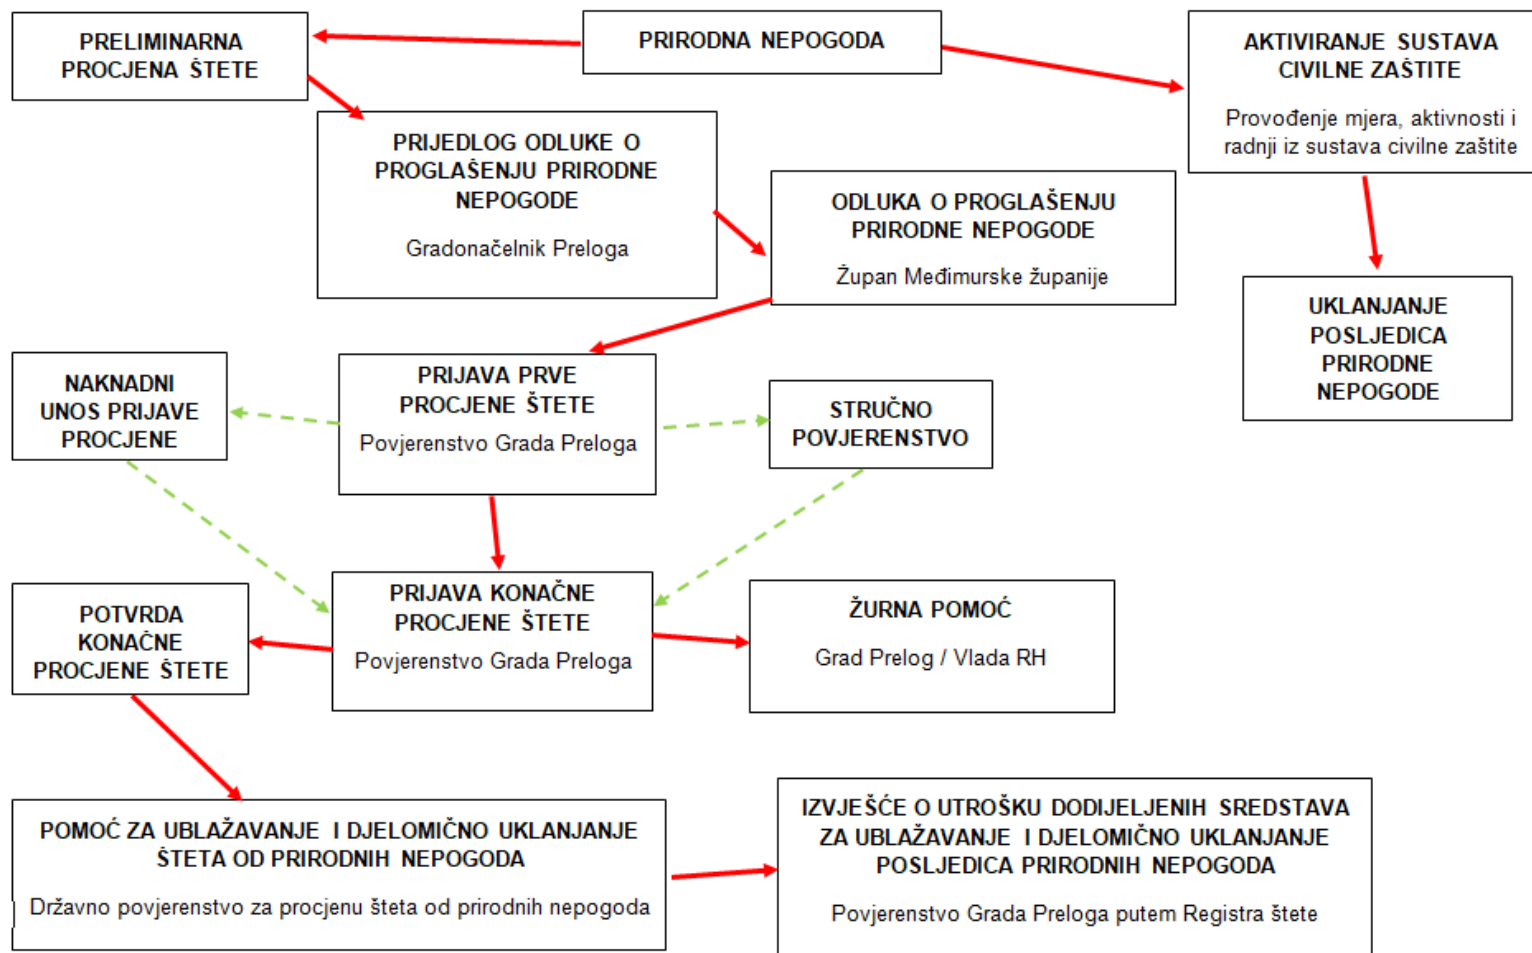 PRELIMINARNA
PROCJENA ŠTETE
PRIRODNA NEPOGODA
AKTIVIRANJE SUSTAVA
CIVILNE ZAŠTITE
Provođenje mjera, aktivnosti i
radnji iz sustava civilne zaštite
PRIJEDLOG ODLUKE O
PROGLAŠENJU PRIRODNE
NEPOGODE
Gradonačelnik Preloga
ODLUKA O PROGLAŠENJU
PRIRODNE NEPOGODE
Župan Međimurske županije
UKLANJANJE
POSLJEDICA
PRIRODNE
NEPOGODE
NAKNADNI
UNOS PRIJAVE
PROCJENE
PRIJAVA PRVE
PROCJENE ŠTETE
Povjerenstvo Grada Preloga
STRUČNO
POVJERENSTVO
POTVRDA
KONAČNE
PROCJENE ŠTETE
PRIJAVA KONAČNE
PROCJENE ŠTETE
Povjerenstvo Grada Preloga
ŽURNA POMOĆ
Grad Prelog / Vlada RH
POMOĆ ZA UBLAŽAVANJE I DJELOMIČNO UKLANJANJE
ŠTETA OD PRIRODNIH NEPOGODA
Državno povjerenstvo za procjenu šteta od prirodnih nepogoda
IZVJEŠĆE O UTROŠKU DODIJELJENIH SREDSTAVA
ZA UBLAŽAVANJE I DJELOMIČNO UKLANJANJE
POSLJEDICA PRIRODNIH NEPOGODA
Povjerenstvo Grada Preloga putem Registra štete